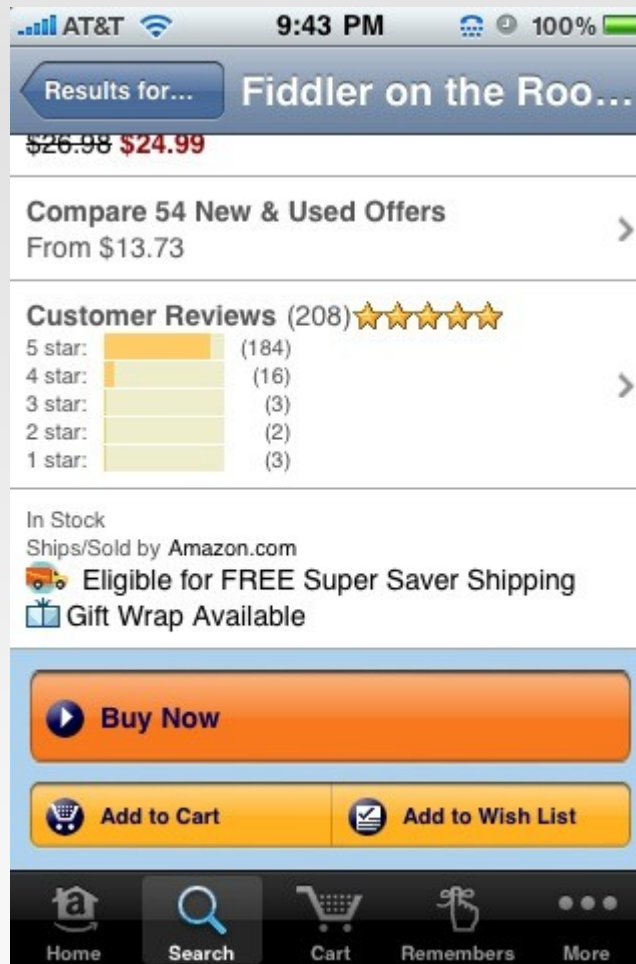 AT&T 9:43 PM 100%
Results for... Fiddler on the Roo...
$26.98 $24.99
Compare 54 New & Used Offers
From $13.73
Customer Reviews (208)
5 star: (184)
4 star: (16)
3 star: (3)
2 star: (2)
1 star: (3)
In Stock
Ships/Sold by Amazon.com
Eligible for FREE Super Saver Shipping
Gift Wrap Available
Buy Now
Add to Cart Add to Wish List
Home Search Cart Remembers More